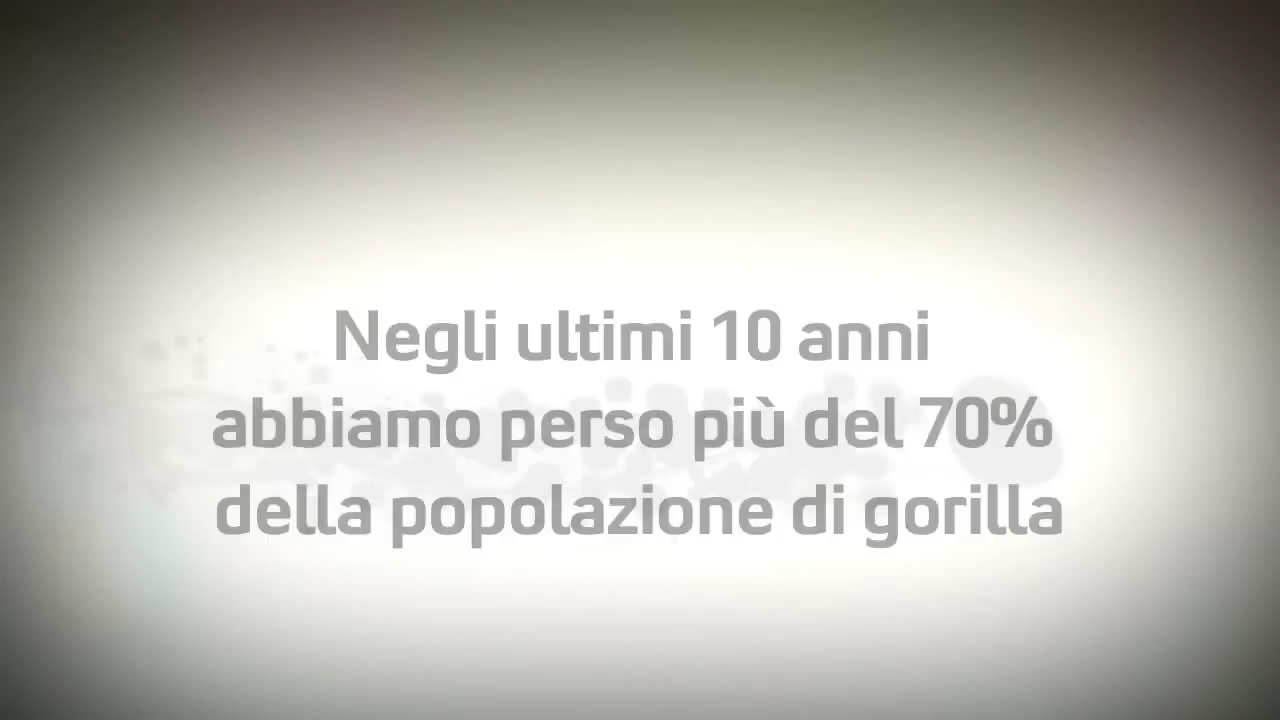 Negli ultimi 10 anni
abbiamo perso più del 70%
della popolazione di gorilla